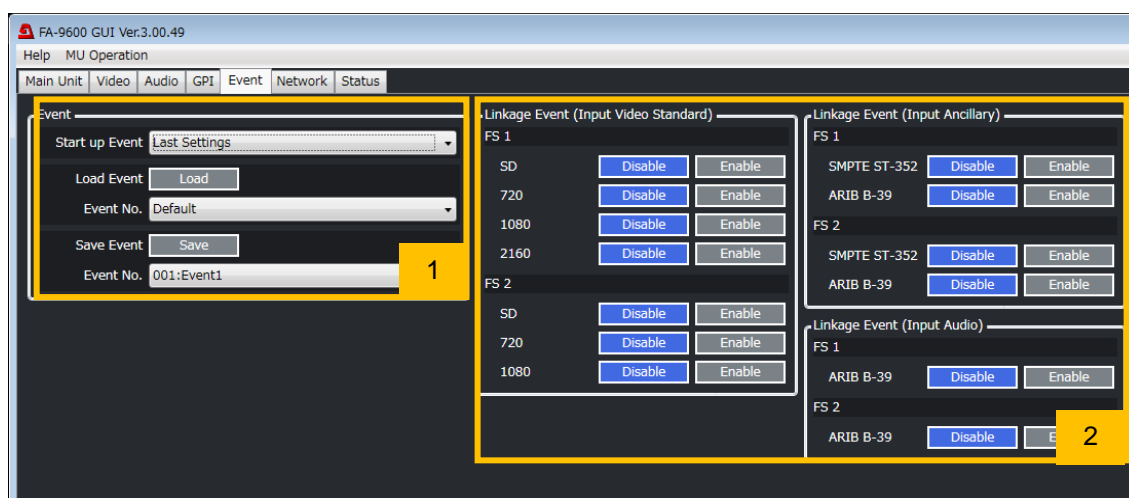 FA-9600 GUI Ver.3.00.49
Help MU Operation
Main Unit Video Audio GPI Event Network Status
Event
Start up Event Last Settings
Load Event Load
Event No. Default
Save Event Save
Event No. 001:Event1
1
Linkage Event (Input Video Standard)
FS 1
SD Disable Enable
720 Disable Enable
1080 Disable Enable
2160 Disable Enable
FS 2
SD Disable Enable
720 Disable Enable
1080 Disable Enable
Linkage Event (Input Ancillary)
FS 1
SMPTE ST-352 Disable Enable
ARIB B-39 Disable Enable
FS 2
SMPTE ST-352 Disable Enable
ARIB B-39 Disable Enable
Linkage Event (Input Audio)
FS 1
ARIB B-39 Disable Enable
FS 2
ARIB B-39 Disable
2